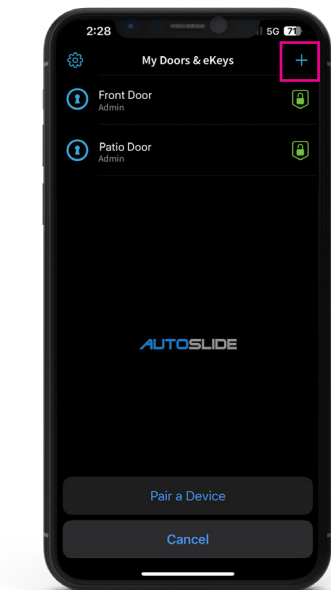 2:28
5G 71
My Doors & eKeys
+
Front Door
Admin
Patio Door
Admin
AUTOSLIDE
Pair a Device
Cancel